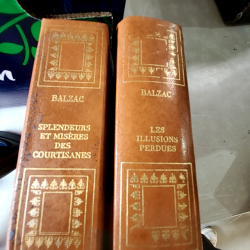 BALZAC
SPLENDEURS
ET MISÈRES
DES
COURTISANES
BALZAC
LES
ILLUSIONS
PERDUES